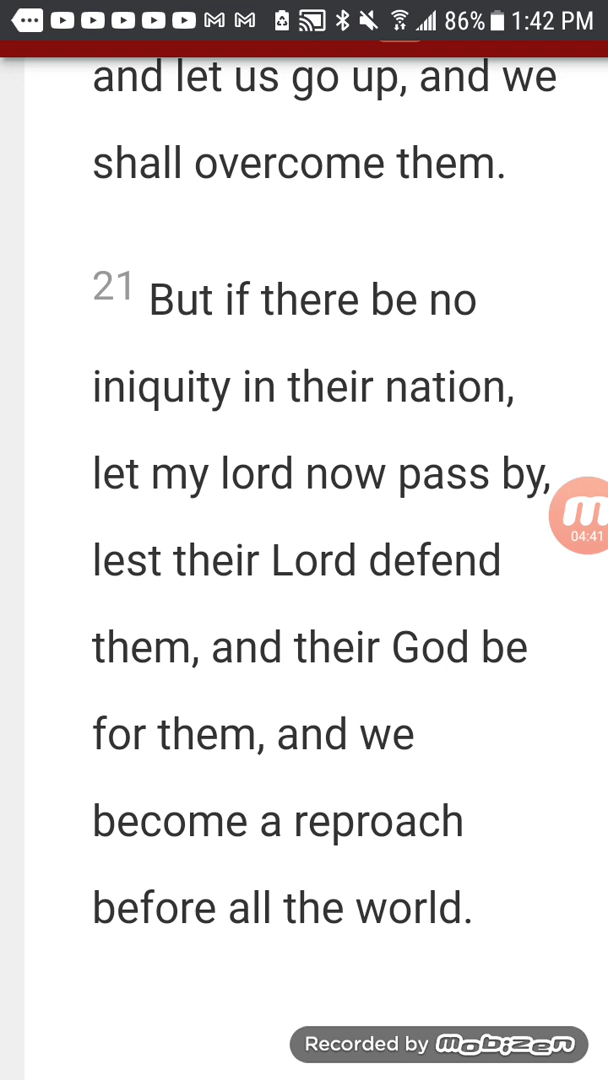 86% 1:42 PM
and let us go up, and we
shall overcome them.
21 But if there be no
iniquity in their nation,
let my lord now pass by,
04:41
lest their Lord defend
them, and their God be
for them, and we
become a reproach
before all the world.
Recorded by mobizen